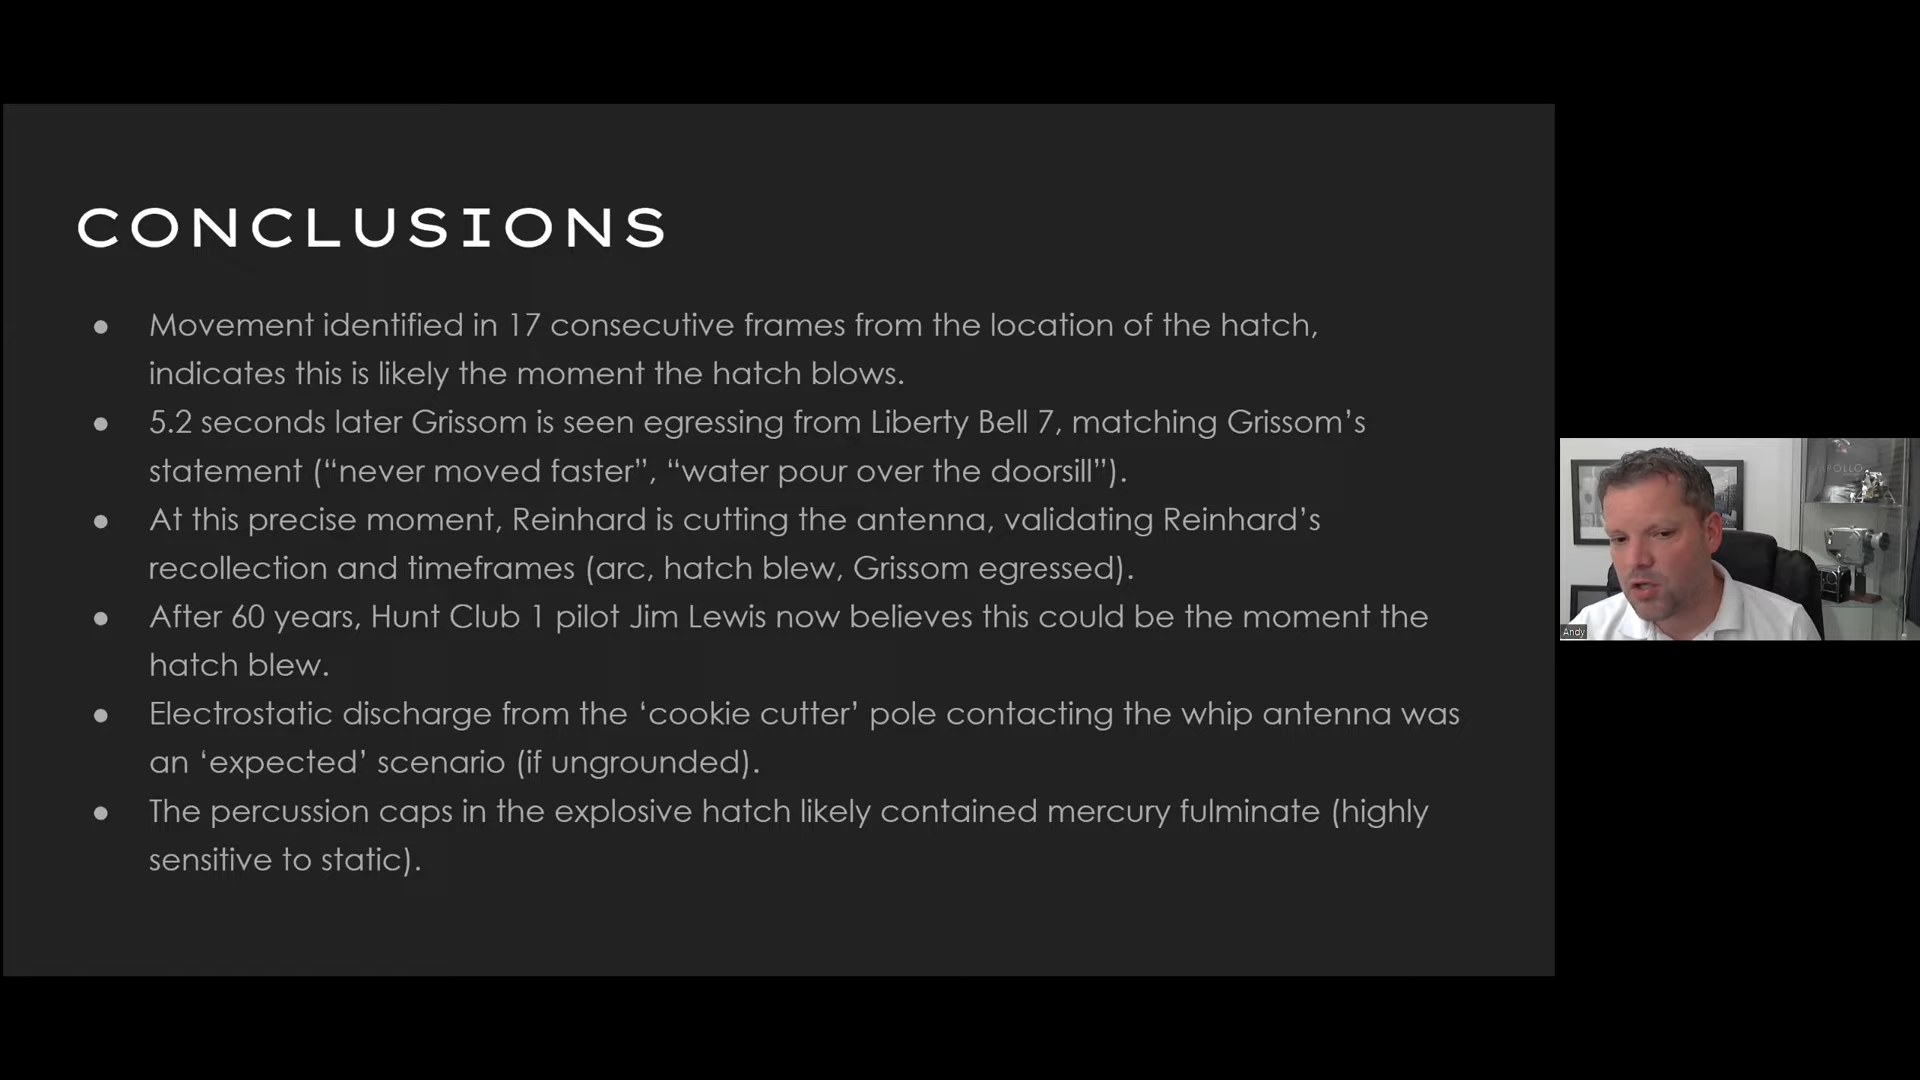 CONCLUSIONS
● Movement identified in 17 consecutive frames from the location of the hatch,
indicates this is likely the moment the hatch blows.
● 5.2 seconds later Grissom is seen egressing from Liberty Bell 7, matching Grissom’s
statement (“never moved faster”, “water pour over the doorsill”).
● At this precise moment, Reinhard is cutting the antenna, validating Reinhard’s
recollection and timeframes (arc, hatch blew, Grissom egressed).
● After 60 years, Hunt Club 1 pilot Jim Lewis now believes this could be the moment the
hatch blew.
● Electrostatic discharge from the ‘cookie cutter’ pole contacting the whip antenna was
an ‘expected’ scenario (if ungrounded).
● The percussion caps in the explosive hatch likely contained mercury fulminate (highly
sensitive to static).
APOLLO
Andy